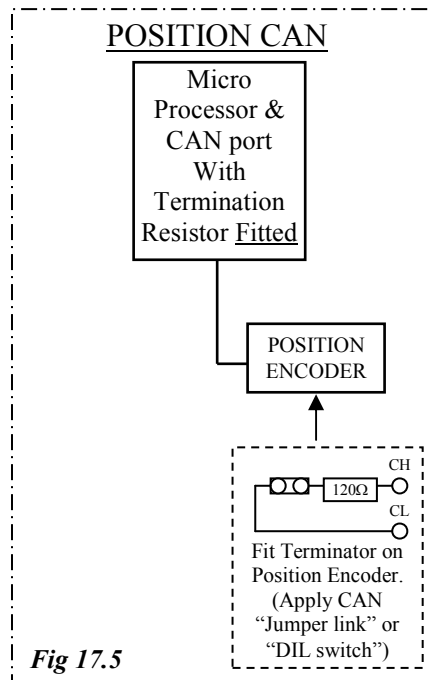 POSITION CAN
Micro
Processor &
CAN port
With
Termination
Resistor Fitted
POSITION
ENCODER
CH
120Ω
CL
Fit Terminator on
Position Encoder.
(Apply CAN
“Jumper link” or
“DIL switch”)
Fig 17.5